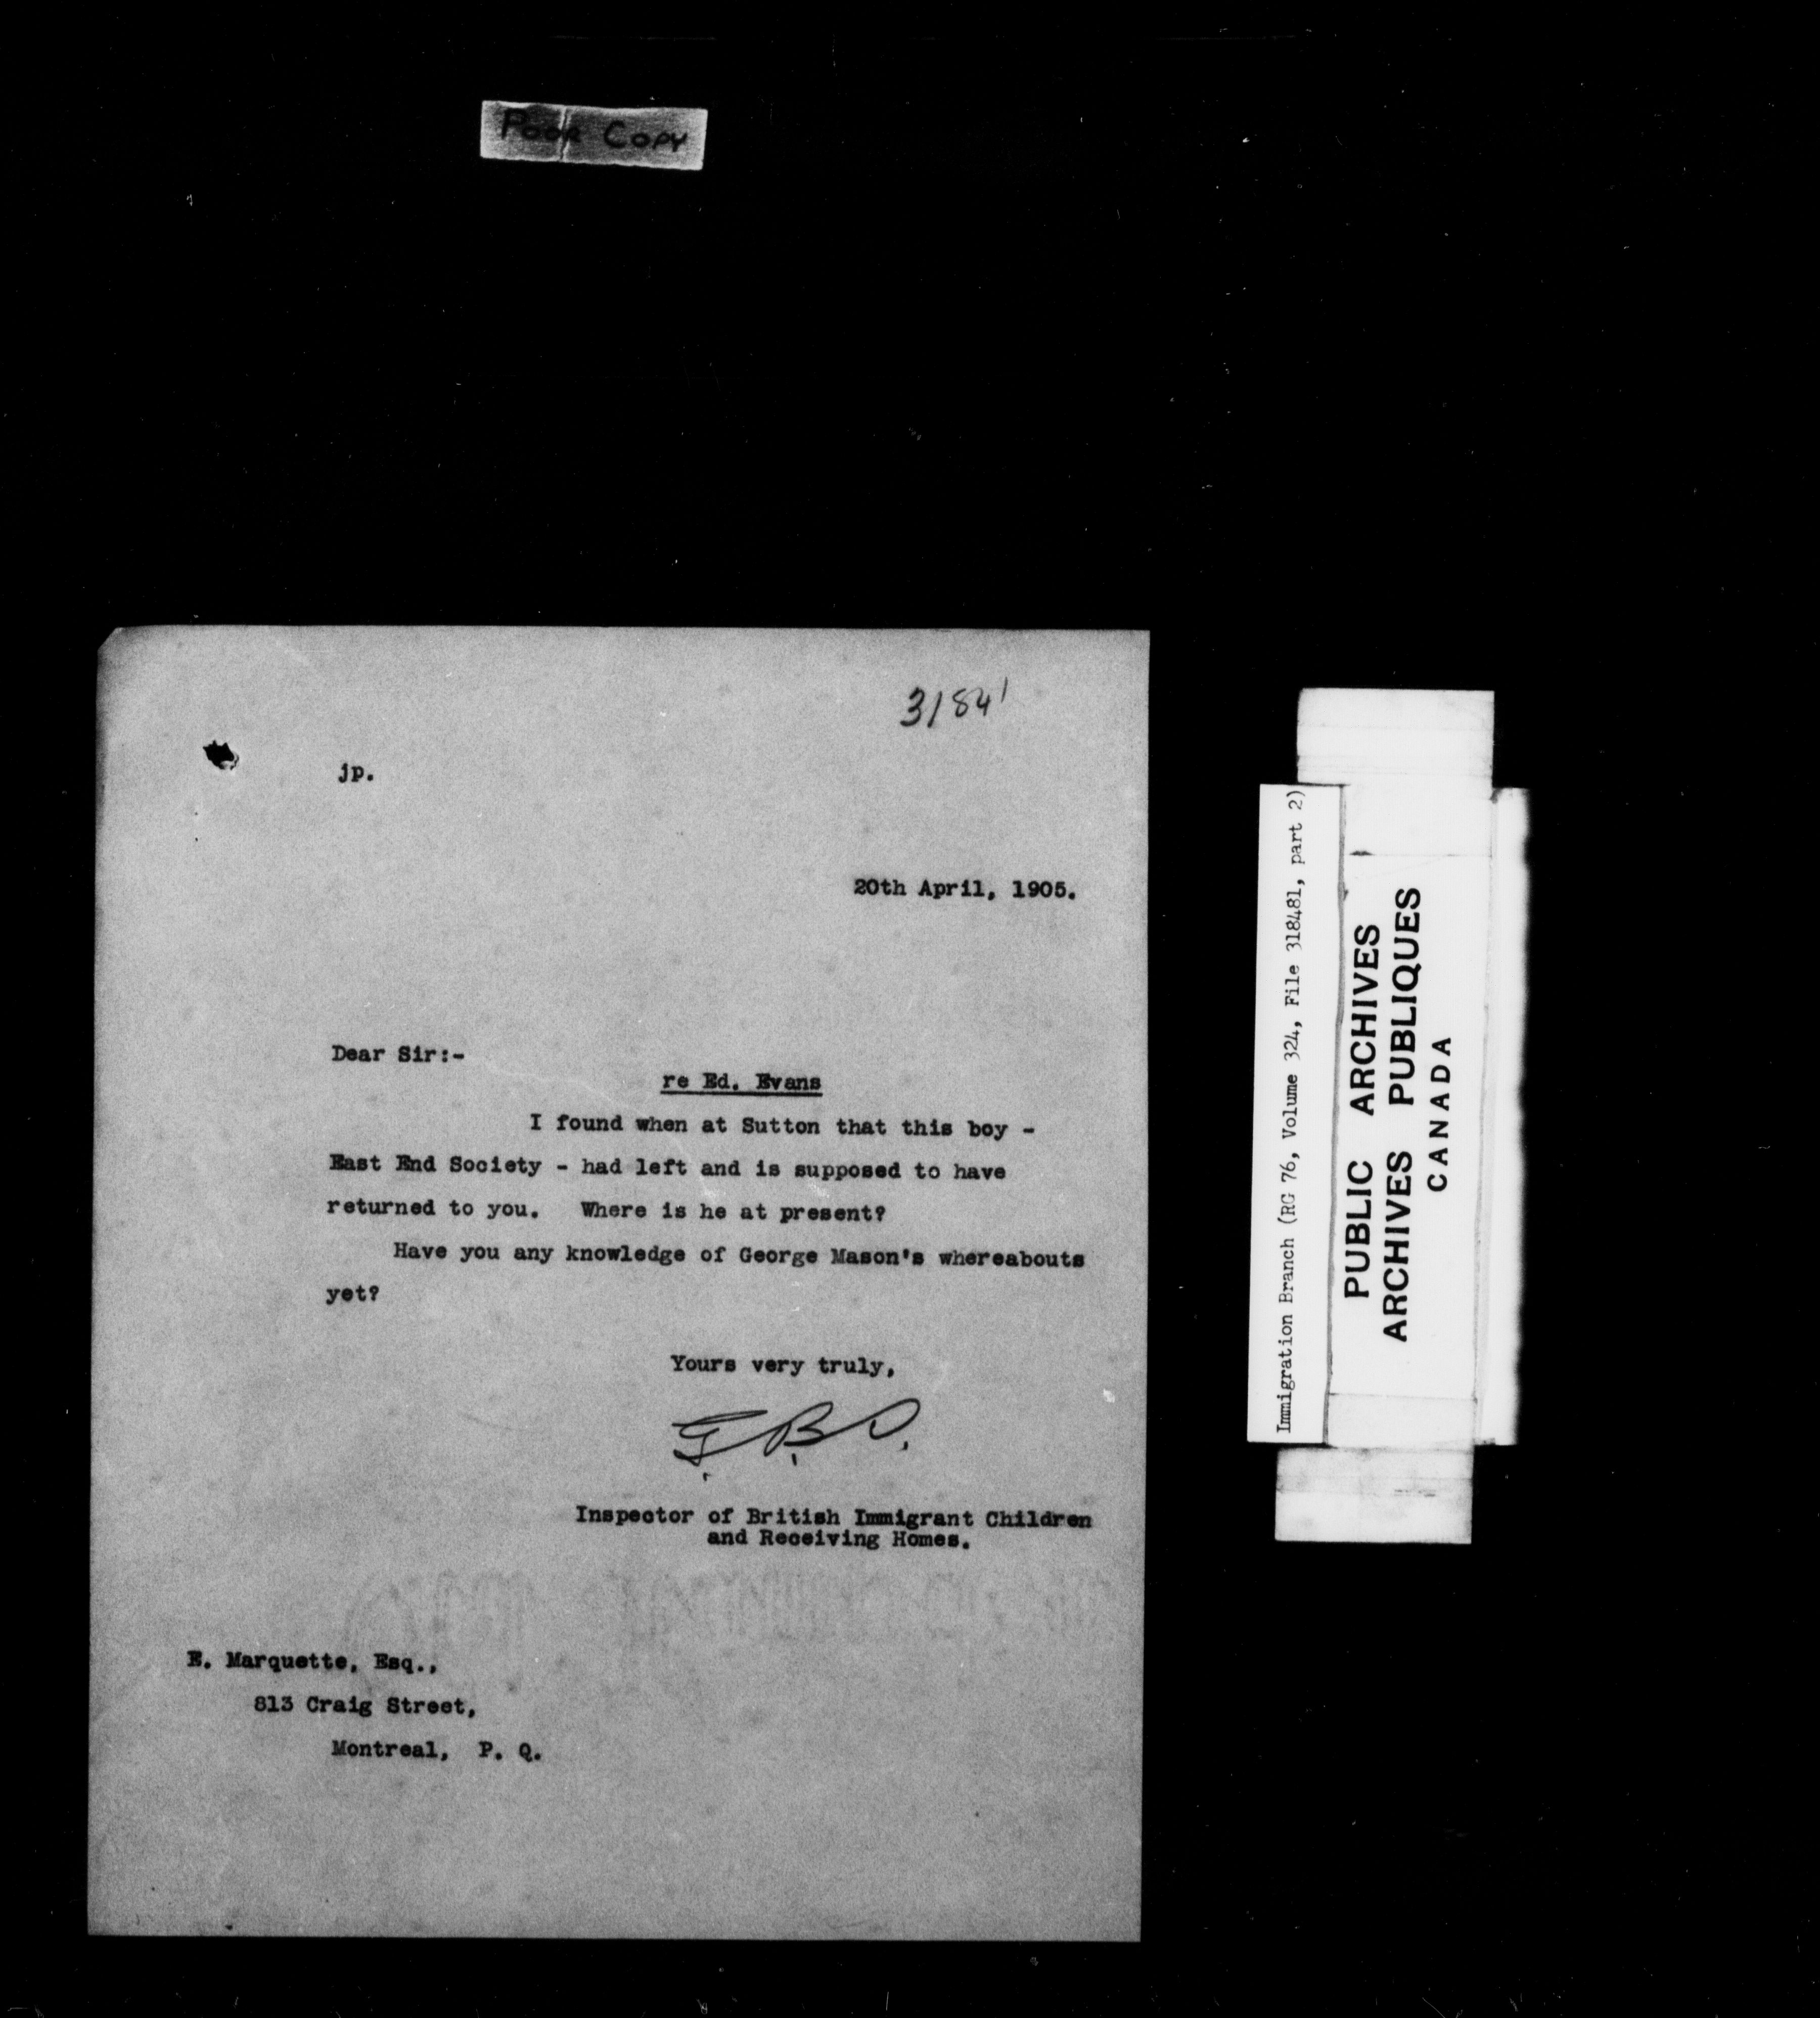 Poor Copy
31841
jp.
20th April, 1905.
Dear Sir:-
re Ed. Evans
I found when at Sutton that this boy -
East End Society - had left and is supposed to have
returned to you. Where is he at present?
Have you any knowledge of George Mason's whereabouts
yet?
Yours very truly,
G. B. D.
Inspector of British Immigrant Children
and Receiving Homes.
E. Marquette, Esq.,
813 Craig Street,
Montreal, P. Q.
Immigration Branch (RG 76, Volume 324, File 318481, part 2)
PUBLIC ARCHIVES
ARCHIVES PUBLIQUES
CANADA